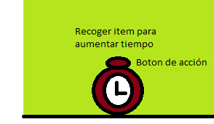 Recoger item para
aumentar tiempo
Boton de acción